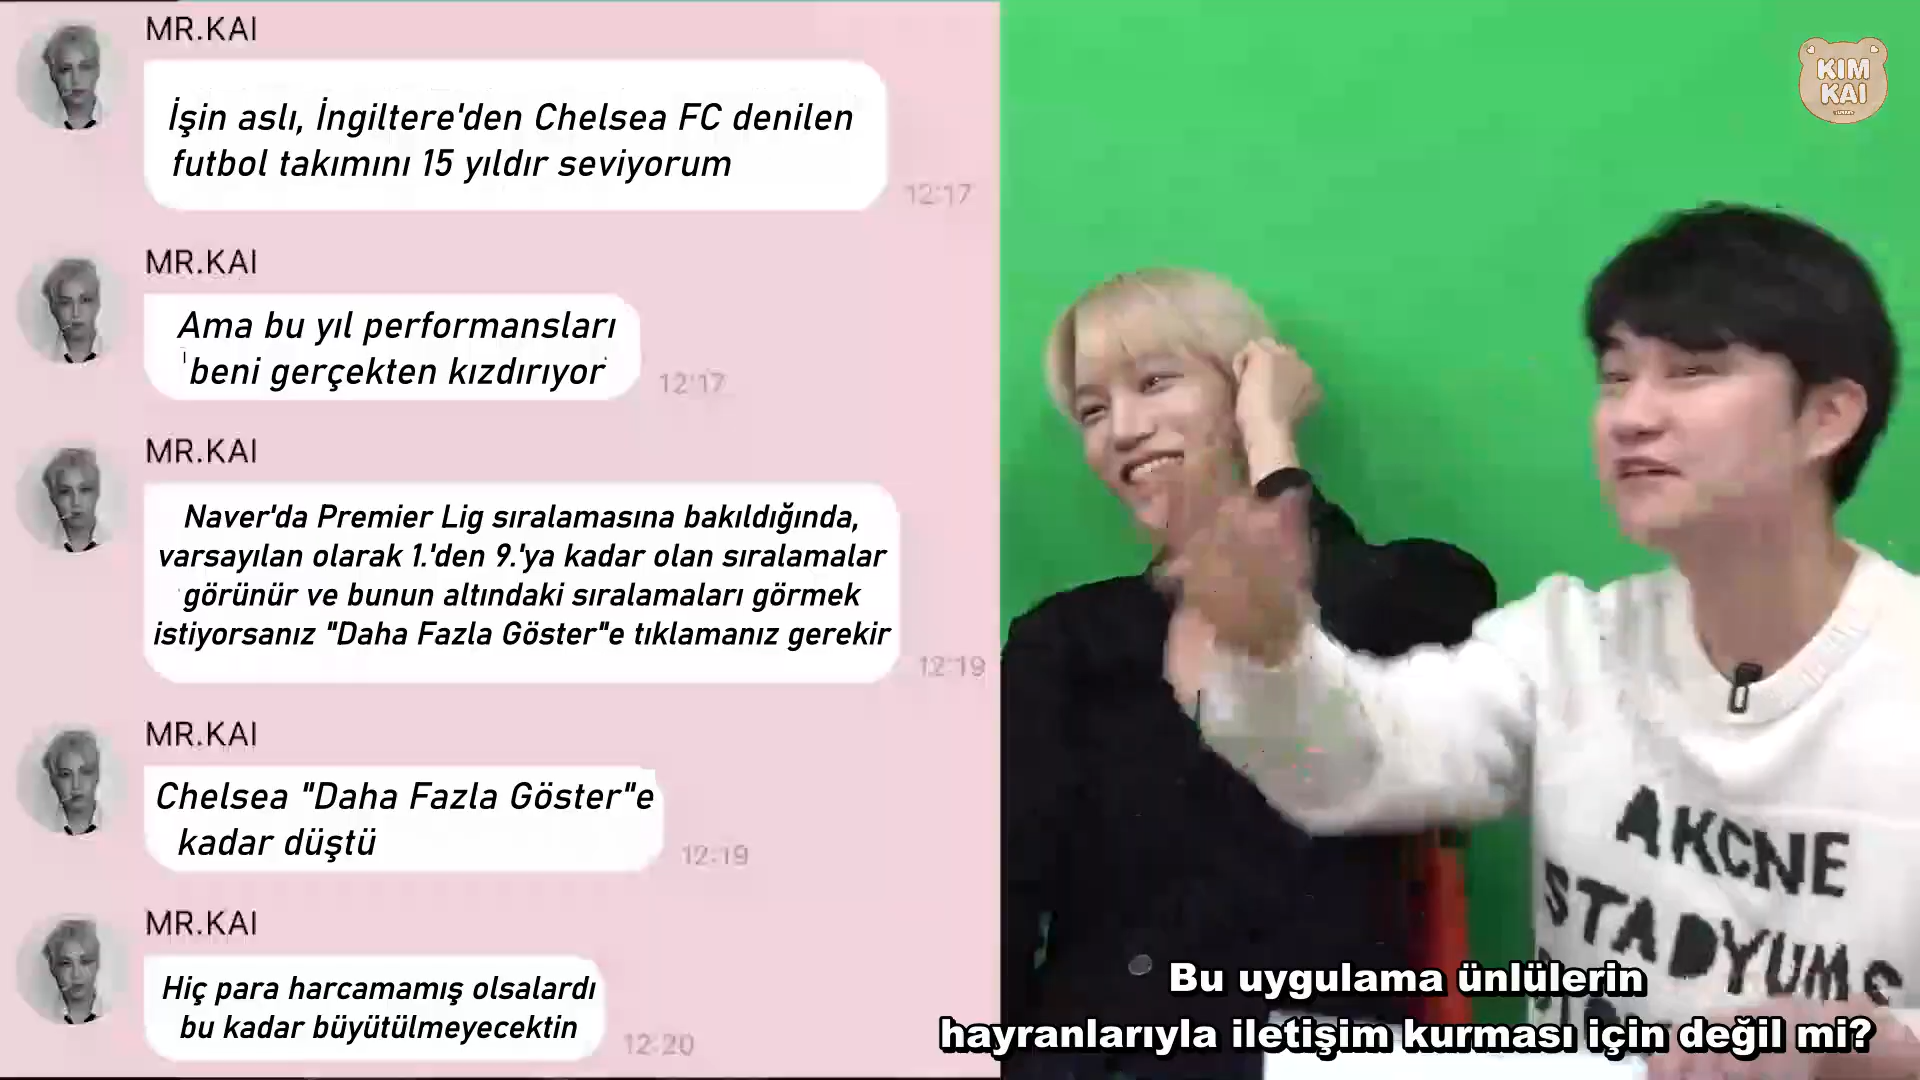 MR.KAI
İşin aslı, İngiltere'den Chelsea FC denilen
futbol takımını 15 yıldır seviyorum
12:17
MR.KAI
Ama bu yıl performansları
beni gerçekten kızdırıyor
12:17
MR.KAI
Naver'da Premier Lig sıralamasına bakıldığında,
varsayılan olarak 1.'den 9.'ya kadar olan sıralamalar
görünür ve bunun altındaki sıralamaları görmek
istiyorsanız "Daha Fazla Göster"e tıklamanız gerekir
12:19
MR.KAI
Chelsea "Daha Fazla Göster"e
kadar düştü
12:19
MR.KAI
Hiç para harcamamış olsalardı
bu kadar büyütülmeyecektin
12:20
KIM
KAI
AKCNE
STADYUMS
Bu uygulama ünlülerin
hayranlarıyla iletişim kurması için değil mi?